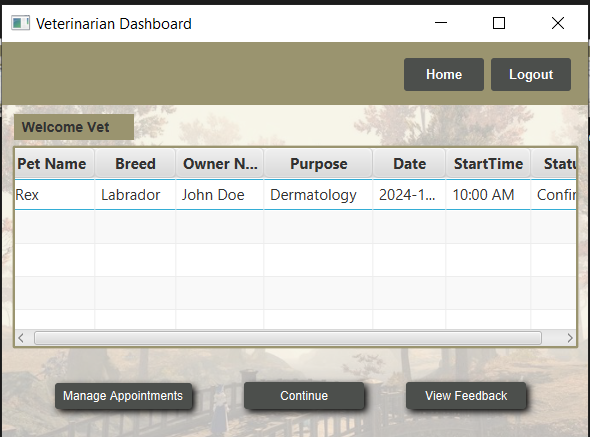 Veterinarian Dashboard
Home Logout
Welcome Vet
Pet Name Breed Owner N... Purpose Date StartTime Statu
Rex Labrador John Doe Dermatology 2024-1... 10:00 AM Confir
Manage Appointments Continue View Feedback